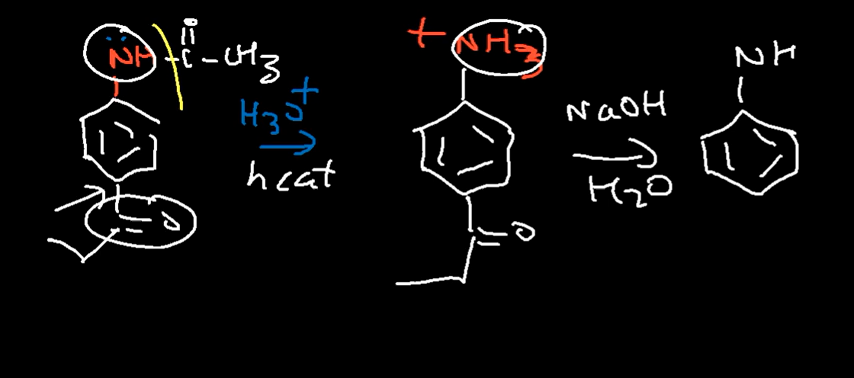 NH - C - CH3
O
H3O+
heat
O
+ NH3
O
NaOH
H2O
NH